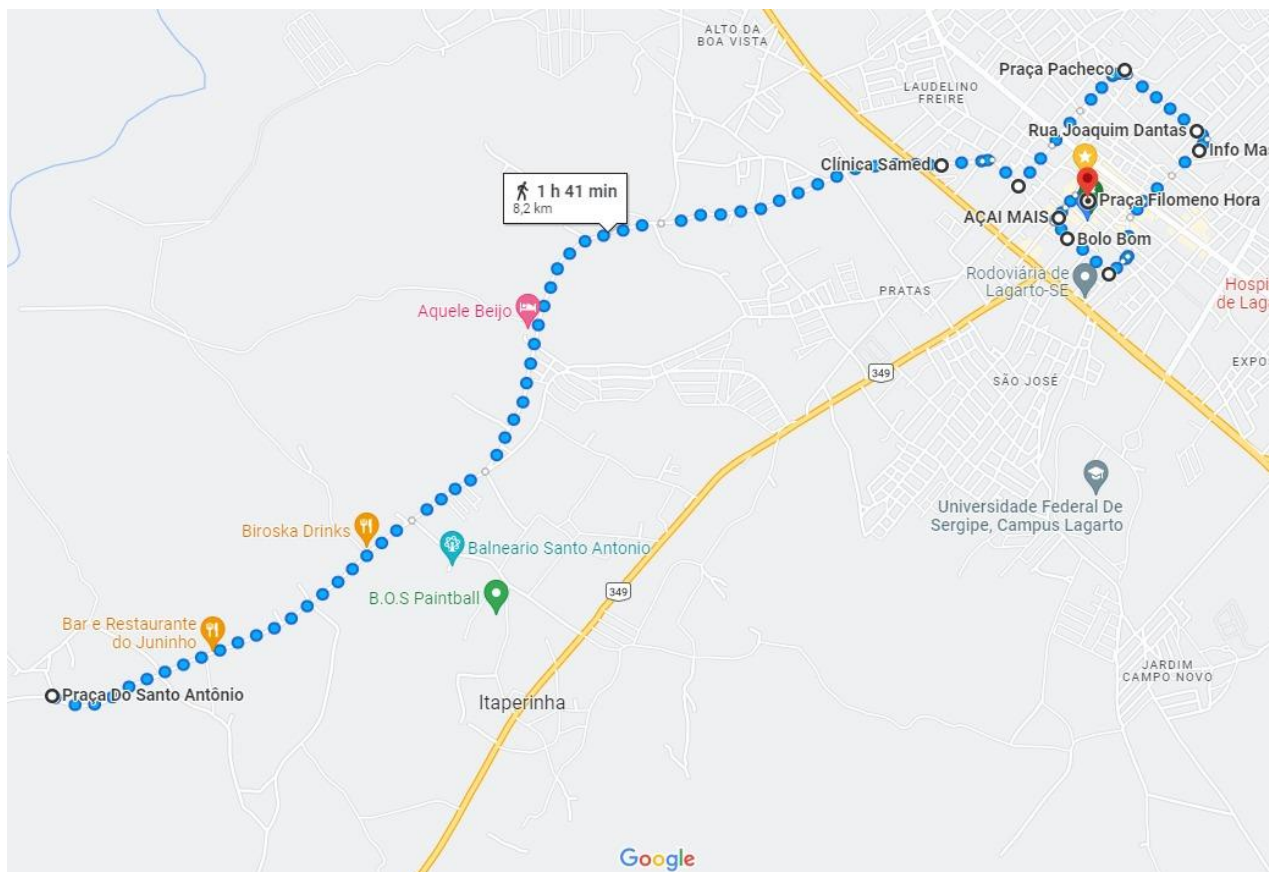 ALTO DA
BOA VISTA
Praça Pacheco
LAUDELINO
FREIRE
Rua Joaquim Dantas
Info Mas
Clínica Samed
1 h 41 min
8,2 km
Praça Filomeno Hora
AÇAI MAIS
Bolo Bom
Rodoviária de
Lagarto-SE
PRATAS
Hospi
de Laga
Aquele Beijo
349
EXPO
SÃO JOSÉ
Universidade Federal De
Sergipe, Campus Lagarto
Biroska Drinks
Balneario Santo Antonio
349
B.O.S Paintball
Bar e Restaurante
do Juninho
JARDIM
CAMPO NOVO
Praça Do Santo Antônio
Itaperinha
Google